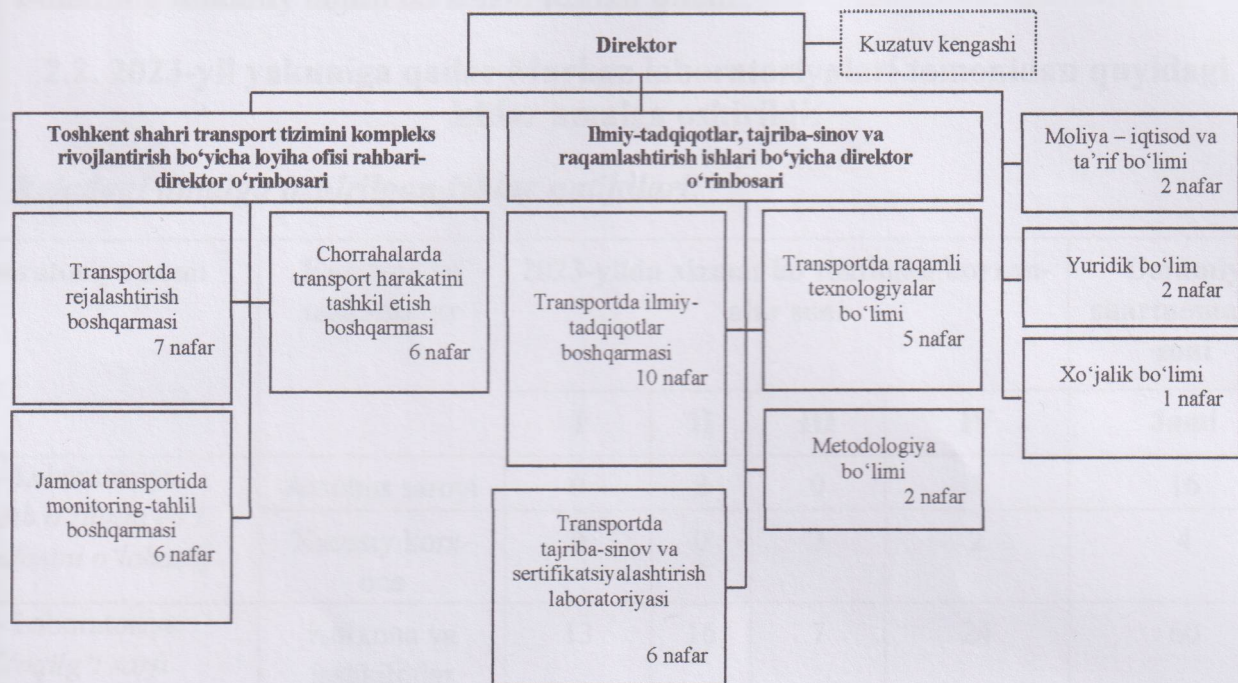 Direktor
Kuzatuv kengashi
Toshkent shahri transport tizimini kompleks
rivojlantirish bo‘yicha loyiha ofisi rahbari-
direktor o‘rinbosari
Ilmiy-tadqiqotlar, tajriba-sinov va
raqamlashtirish ishlari bo‘yicha direktor
o‘rinbosari
Moliya – iqtisod va
ta’rif bo‘limi
2 nafar
Transportda
rejalashtirish
boshqarmasi
7 nafar
Chorrahalarda
transport harakatini
tashkil etish
boshqarmasi
6 nafar
Transportda ilmiy-
tadqiqotlar
boshqarmasi
10 nafar
Transportda raqamli
texnologiyalar
bo‘limi
5 nafar
Yuridik bo‘lim
2 nafar
Xo‘jalik bo‘limi
1 nafar
Jamoat transportida
monitoring-tahlil
boshqarmasi
6 nafar
Metodologiya
bo‘limi
2 nafar
Transportda
tajriba-sinov va
sertifikatsiyalashtirish
laboratoriyasi
6 nafar